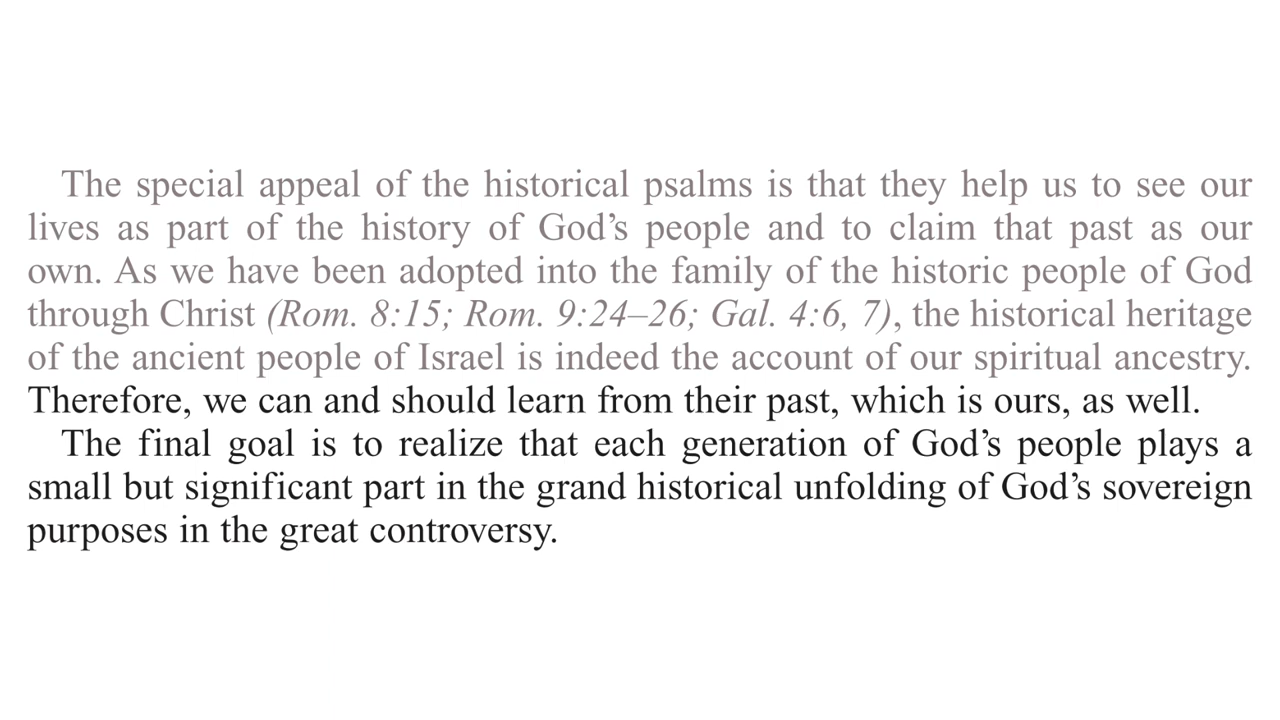 The special appeal of the historical psalms is that they help us to see our
lives as part of the history of God’s people and to claim that past as our
own. As we have been adopted into the family of the historic people of God
through Christ (Rom. 8:15; Rom. 9:24–26; Gal. 4:6, 7), the historical heritage
of the ancient people of Israel is indeed the account of our spiritual ancestry.
Therefore, we can and should learn from their past, which is ours, as well.
The final goal is to realize that each generation of God’s people plays a
small but significant part in the grand historical unfolding of God’s sovereign
purposes in the great controversy.